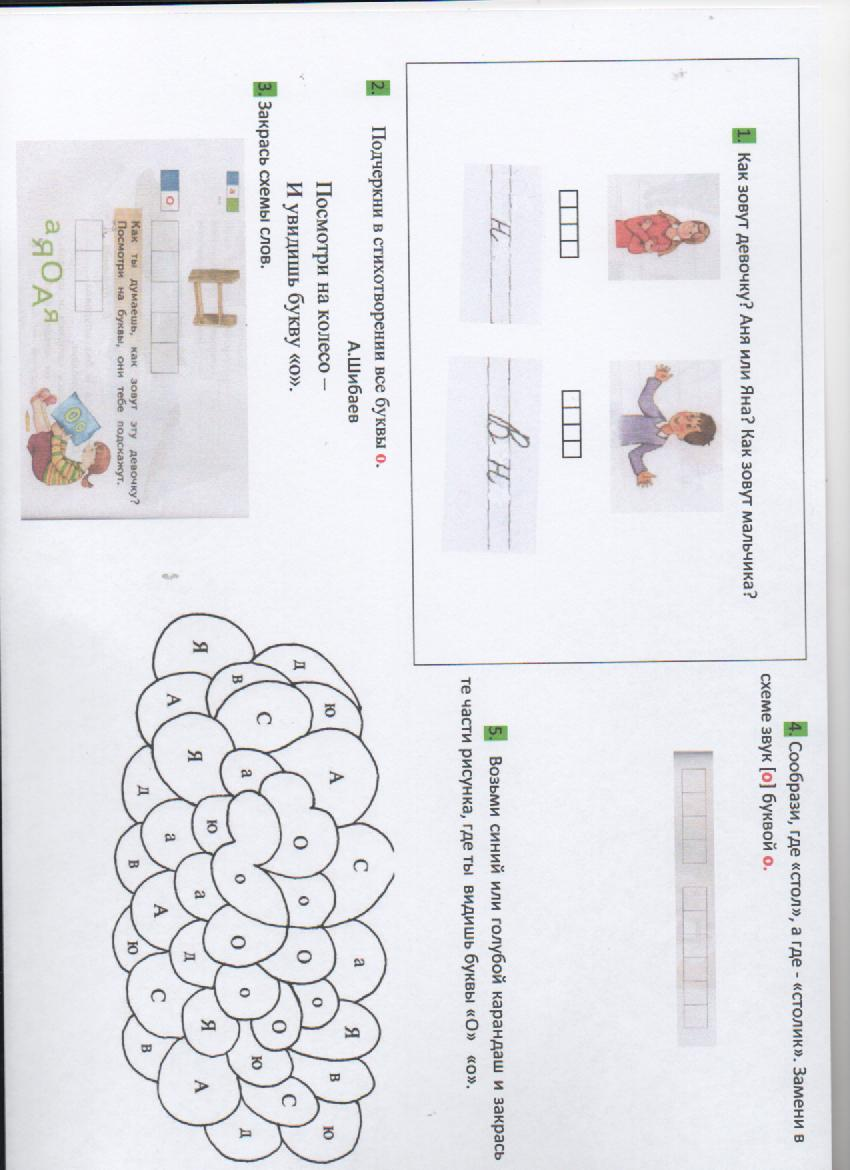 1. Как зовут девочку? Аня или Яна? Как зовут мальчика?
н
В н
2. Подчеркни в стихотворении все буквы о.
А.Шибаев
Посмотри на колесо –
И увидишь букву «о».
3. Закрась схемы слов.
а
о
Как ты думаешь, как зовут эту девочку?
Посмотри на буквы, они тебе подскажут.
а Я О А Я
4. Сообрази, где «стол», а где - «столик». Замени в
схеме звук [о] буквой о.
5. Возьми синий или голубой карандаш и закрась
те части рисунка, где ты видишь буквы «О» «о».
А С а Я в ю
д ю О о О о О С
С а о О о ю д
в Я ю а д Я А
Я А а А С
д в ю в